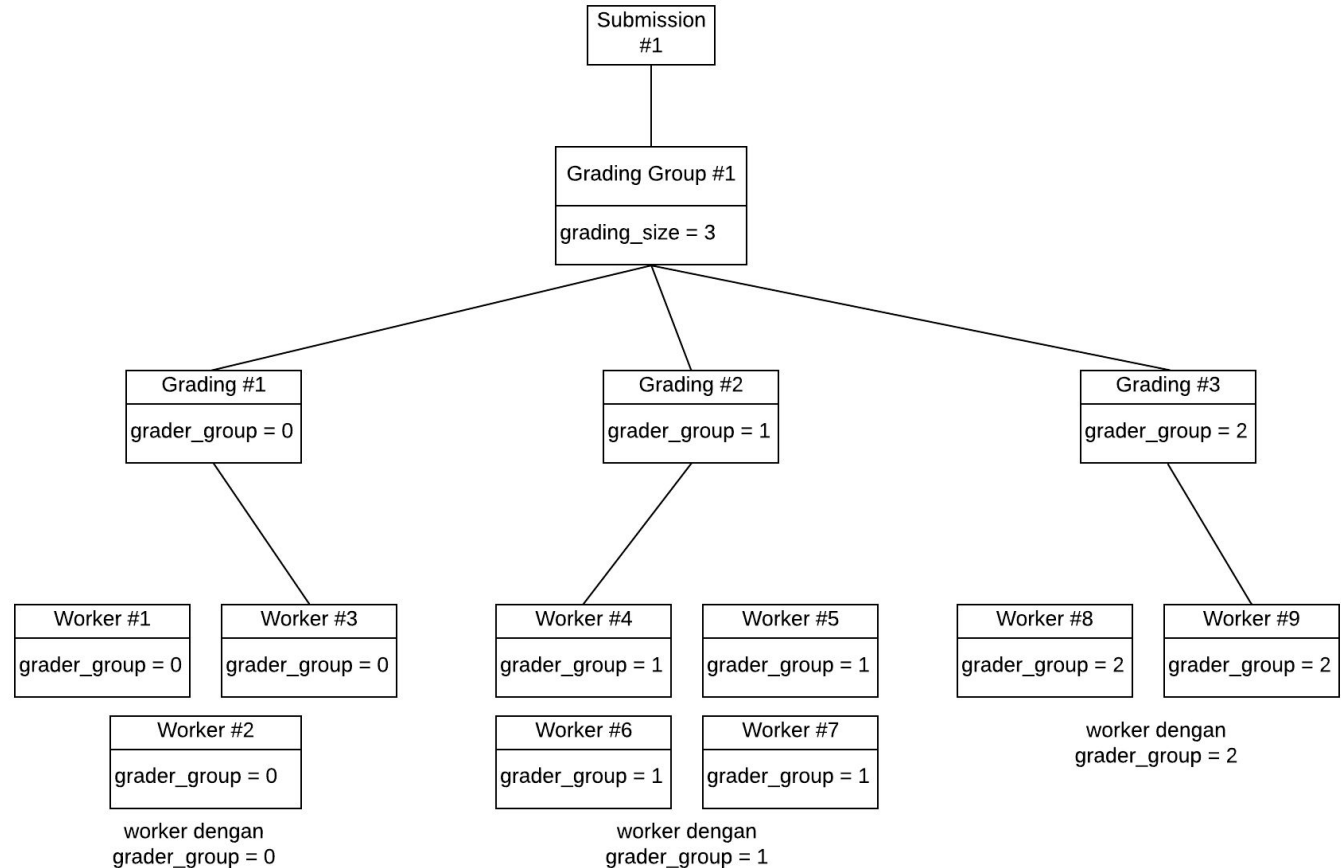 Submission
#1
Grading Group #1
grading_size = 3
Grading #1
grader_group = 0
Grading #2
grader_group = 1
Grading #3
grader_group = 2
Worker #1
grader_group = 0
Worker #3
grader_group = 0
Worker #2
grader_group = 0
worker dengan
grader_group = 0
Worker #4
grader_group = 1
Worker #5
grader_group = 1
Worker #6
grader_group = 1
Worker #7
grader_group = 1
worker dengan
grader_group = 1
Worker #8
grader_group = 2
Worker #9
grader_group = 2
worker dengan
grader_group = 2